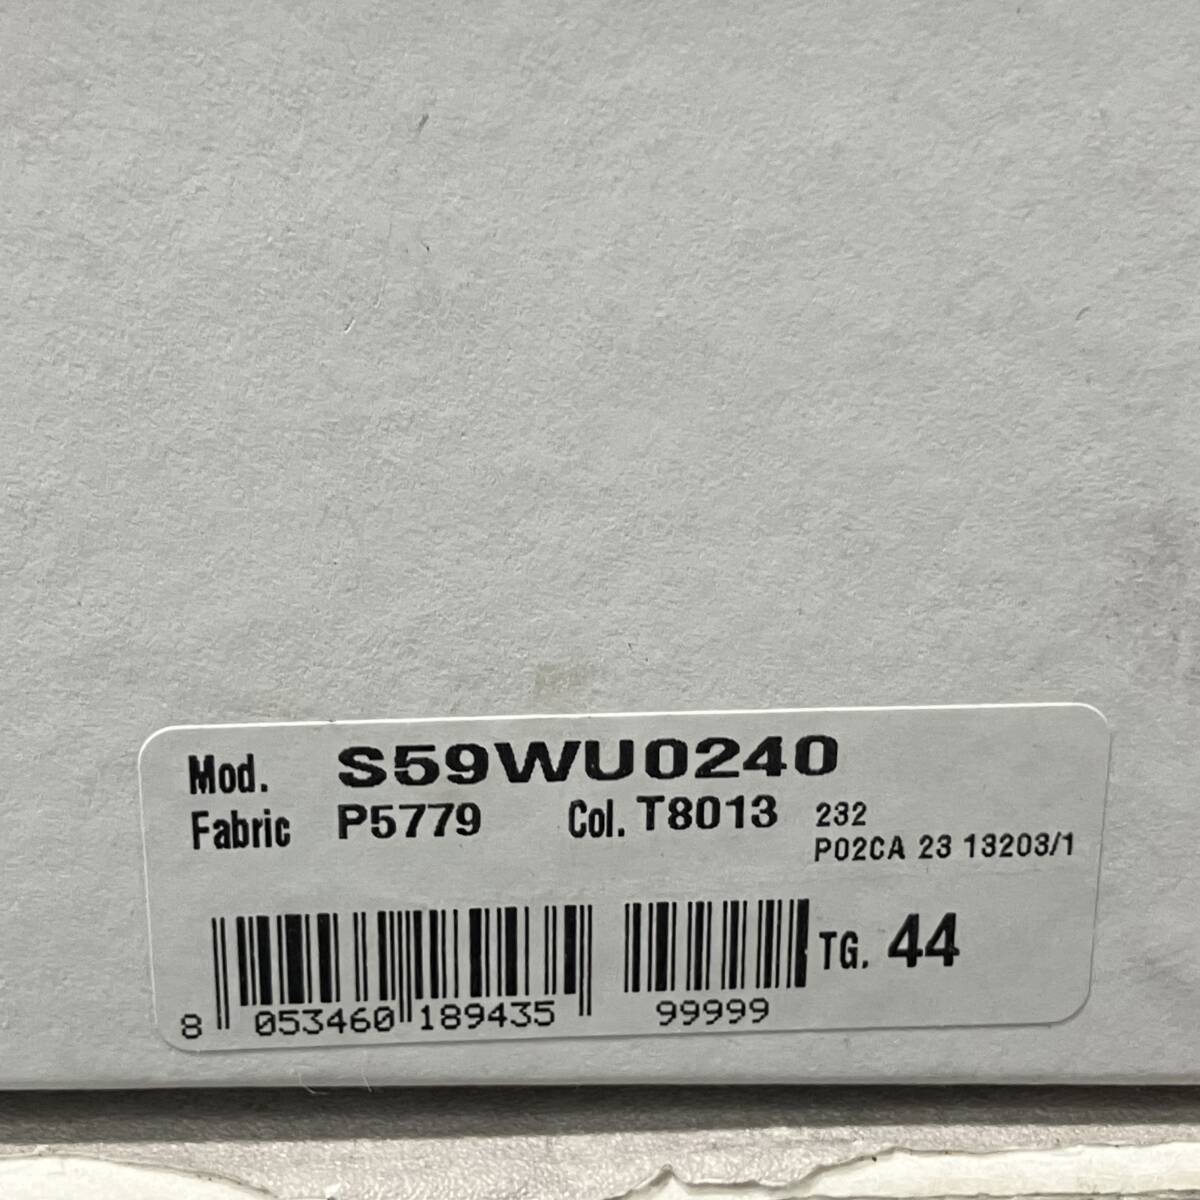 Mod. S59WU0240
Fabric P5779 Col. T8013 232
P02CA 23 13203/1
TG. 44
8 053460 189435 99999